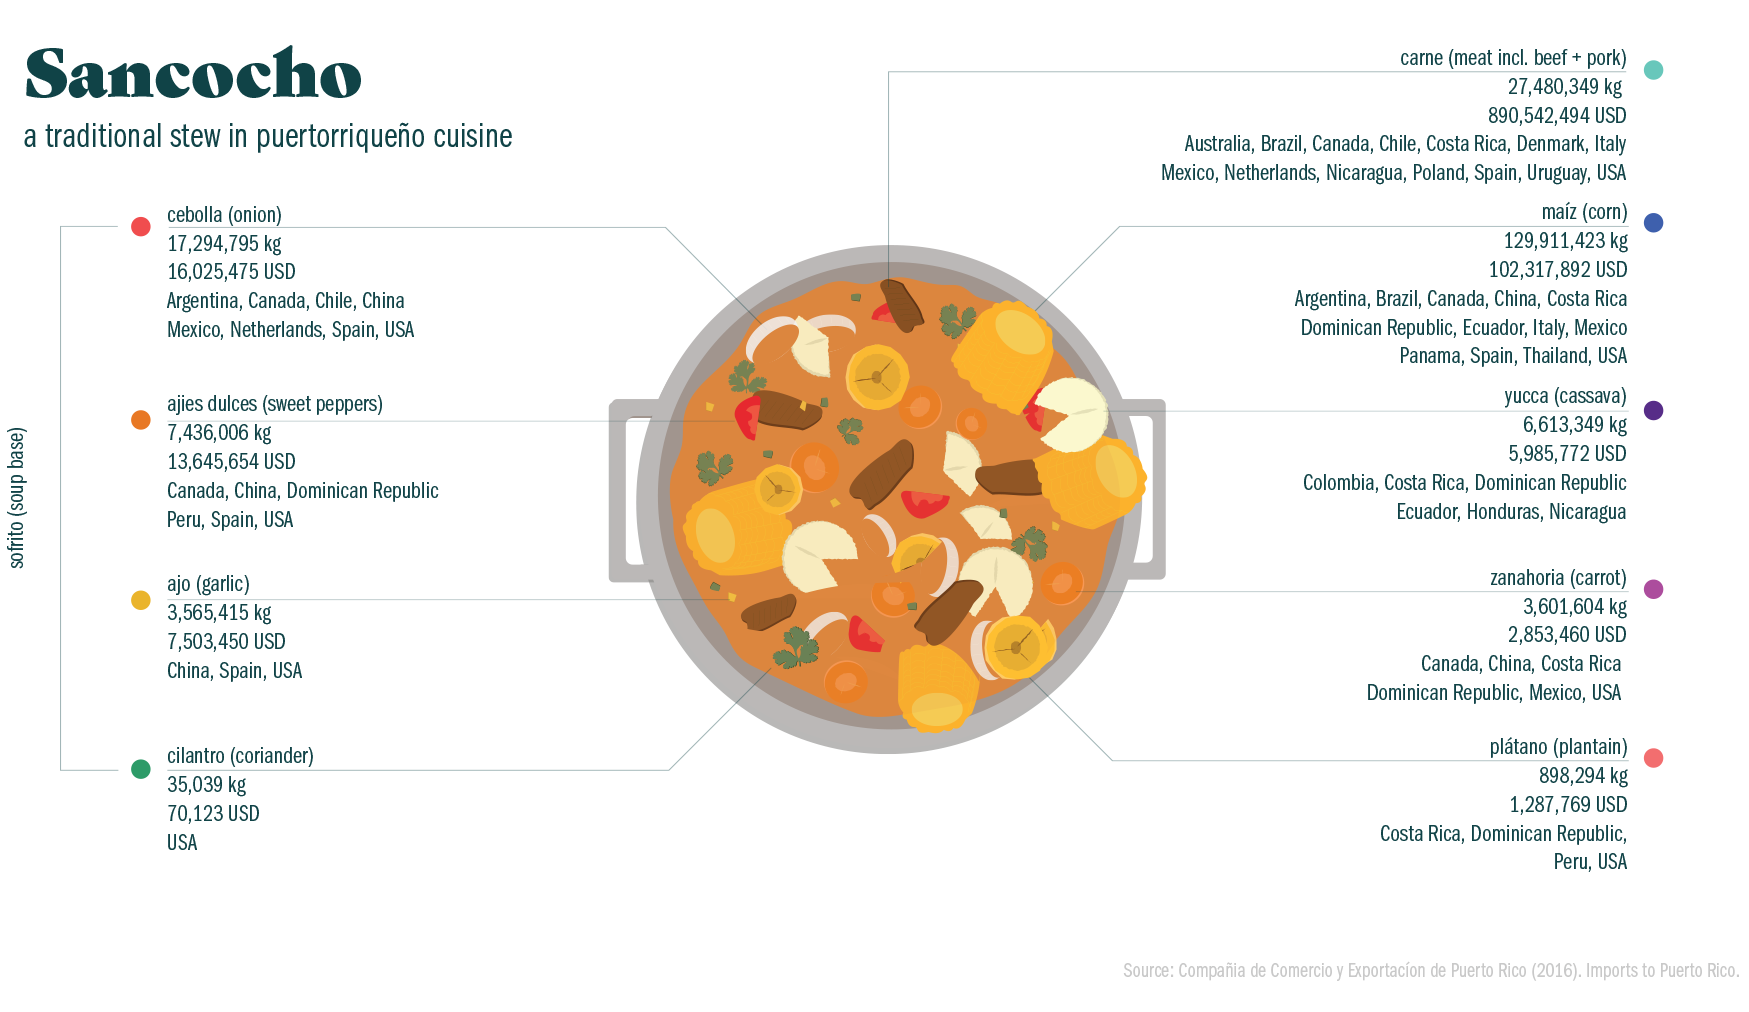 Sancocho
a traditional stew in puertorriqueño cuisine
sofrito (soup base)
cebolla (onion)
17,294,795 kg
16,025,475 USD
Argentina, Canada, Chile, China
Mexico, Netherlands, Spain, USA
ajies dulces (sweet peppers)
7,436,006 kg
13,645,654 USD
Canada, China, Dominican Republic
Peru, Spain, USA
ajo (garlic)
3,565,415 kg
7,503,450 USD
China, Spain, USA
cilantro (coriander)
35,039 kg
70,123 USD
USA
carne (meat incl. beef + pork)
27,480,349 kg
890,542,494 USD
Australia, Brazil, Canada, Chile, Costa Rica, Denmark, Italy
Mexico, Netherlands, Nicaragua, Poland, Spain, Uruguay, USA
maíz (corn)
129,911,423 kg
102,317,892 USD
Argentina, Brazil, Canada, China, Costa Rica
Dominican Republic, Ecuador, Italy, Mexico
Panama, Spain, Thailand, USA
yucca (cassava)
6,613,349 kg
5,985,772 USD
Colombia, Costa Rica, Dominican Republic
Ecuador, Honduras, Nicaragua
zanahoria (carrot)
3,601,604 kg
2,853,460 USD
Canada, China, Costa Rica
Dominican Republic, Mexico, USA
plátano (plantain)
898,294 kg
1,287,769 USD
Costa Rica, Dominican Republic,
Peru, USA
Source: Compañia de Comercio y Exportacíon de Puerto Rico (2016). Imports to Puerto Rico.